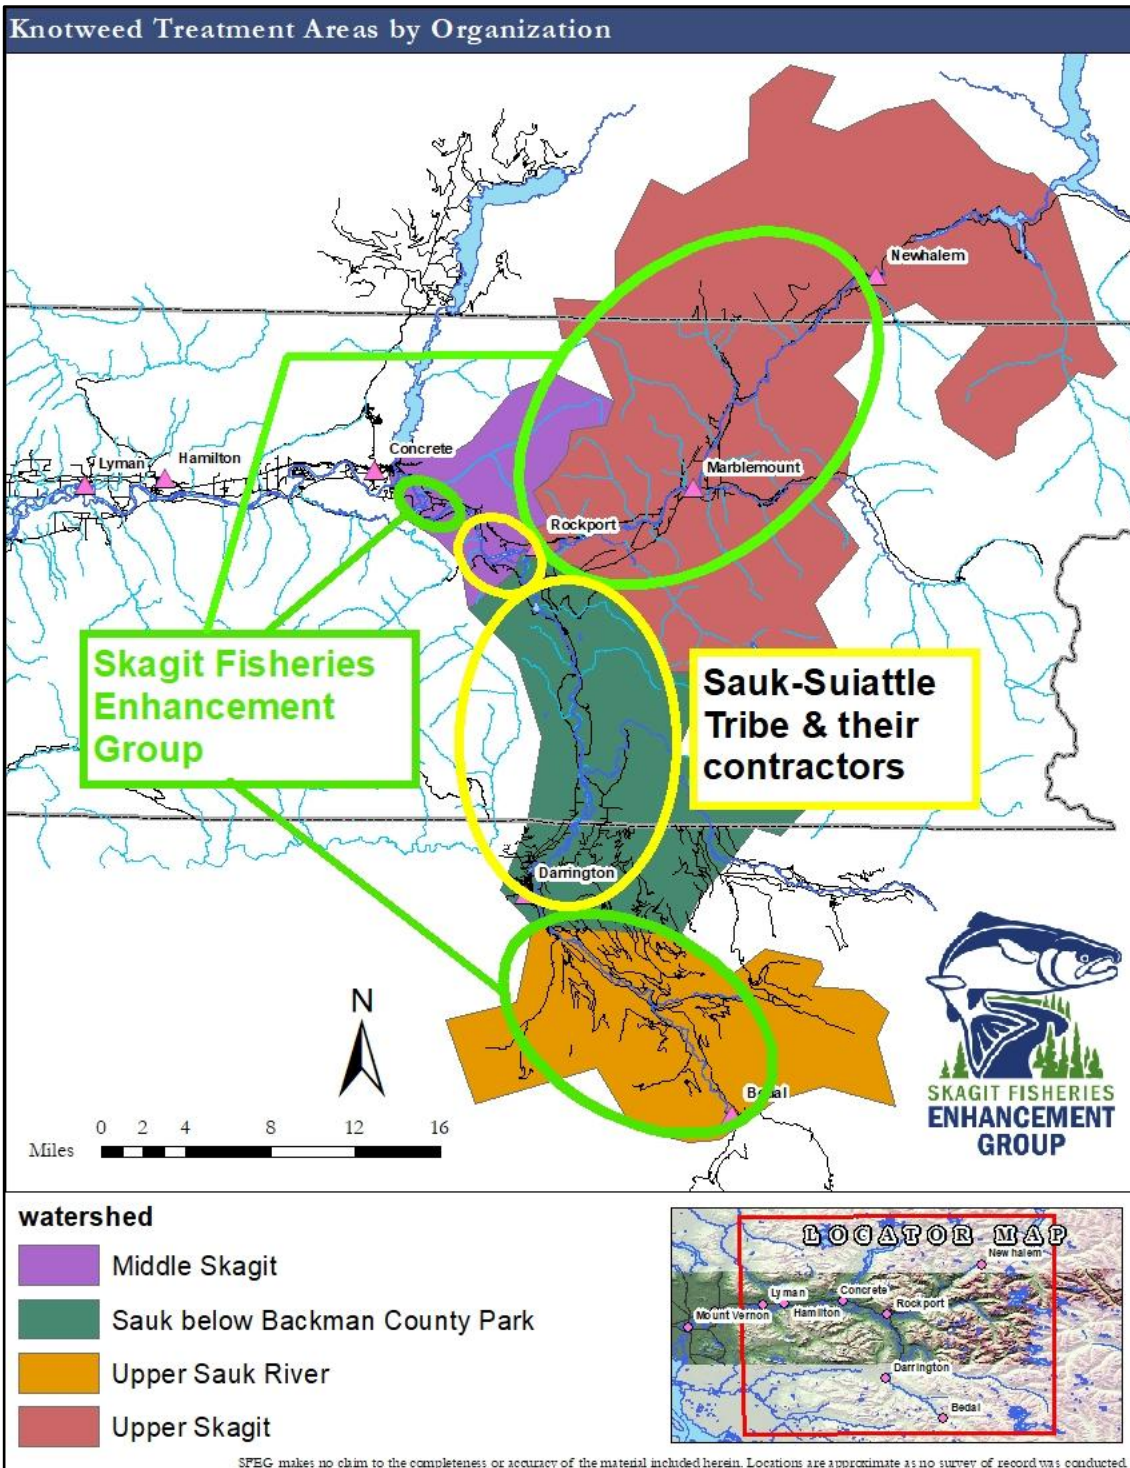 Knotweed Treatment Areas by Organization
Newhalem
Concrete
Lyman
Hamilton
Marblemount
Rockport
Skagit Fisheries
Enhancement
Group
Sauk-Suiattle
Tribe & their
contractors
Darrington
Bedal
N
0 2 4 8 12 16
Miles
SKAGIT FISHERIES
ENHANCEMENT
GROUP
watershed
Middle Skagit
Sauk below Backman County Park
Upper Sauk River
Upper Skagit
LOCATOR MAP
Newhalem
Lyman
Concrete
Mount Vernon
Hamilton
Rockport
Darrington
Bedal
SFEG makes no claim to the completeness or accuracy of the material included herein. Locations are approximate as no survey of record was conducted